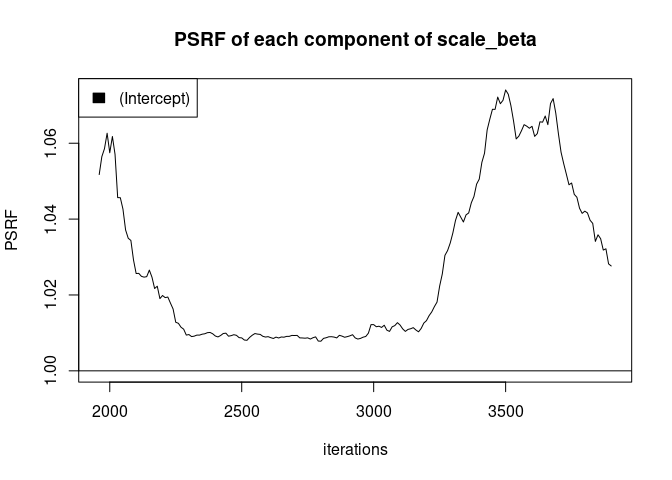 PSRF of each component of scale_beta
(Intercept)
PSRF
1.06
1.04
1.02
1.00
2000 2500 3000 3500
iterations